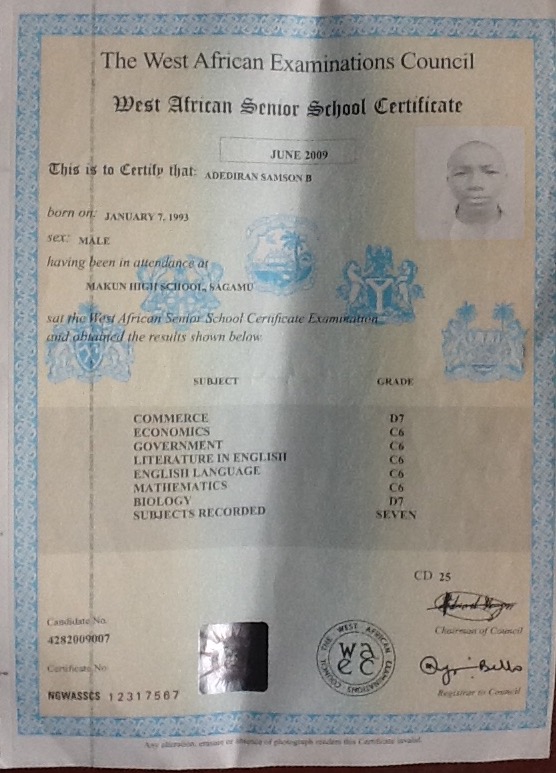 The West African Examinations Council
West African Senior School Certificate
JUNE 2009
This is to Certify that: ADEDIRAN SAMSON B
born on: JANUARY 7, 1993
sex: MALE
having been in attendance at
MAKUN HIGH SCHOOL, SAGAMU
sat the West African Senior School Certificate Examination
and obtained the results shown below
SUBJECT GRADE
COMMERCE D7
ECONOMICS C6
GOVERNMENT C6
LITERATURE IN ENGLISH C6
ENGLISH LANGUAGE C6
MATHEMATICS C6
BIOLOGY D7
SUBJECTS RECORDED SEVEN
CD 25
Chairman of Council
Candidate No.
4282009007
THE WEST AFRICAN EXAMINATIONS COUNCIL
wa
ec
Certificate No
Registrar to Council
NGWASSCS 12317567
Any alteration, erasure or absence of photograph renders this Certificate invalid.